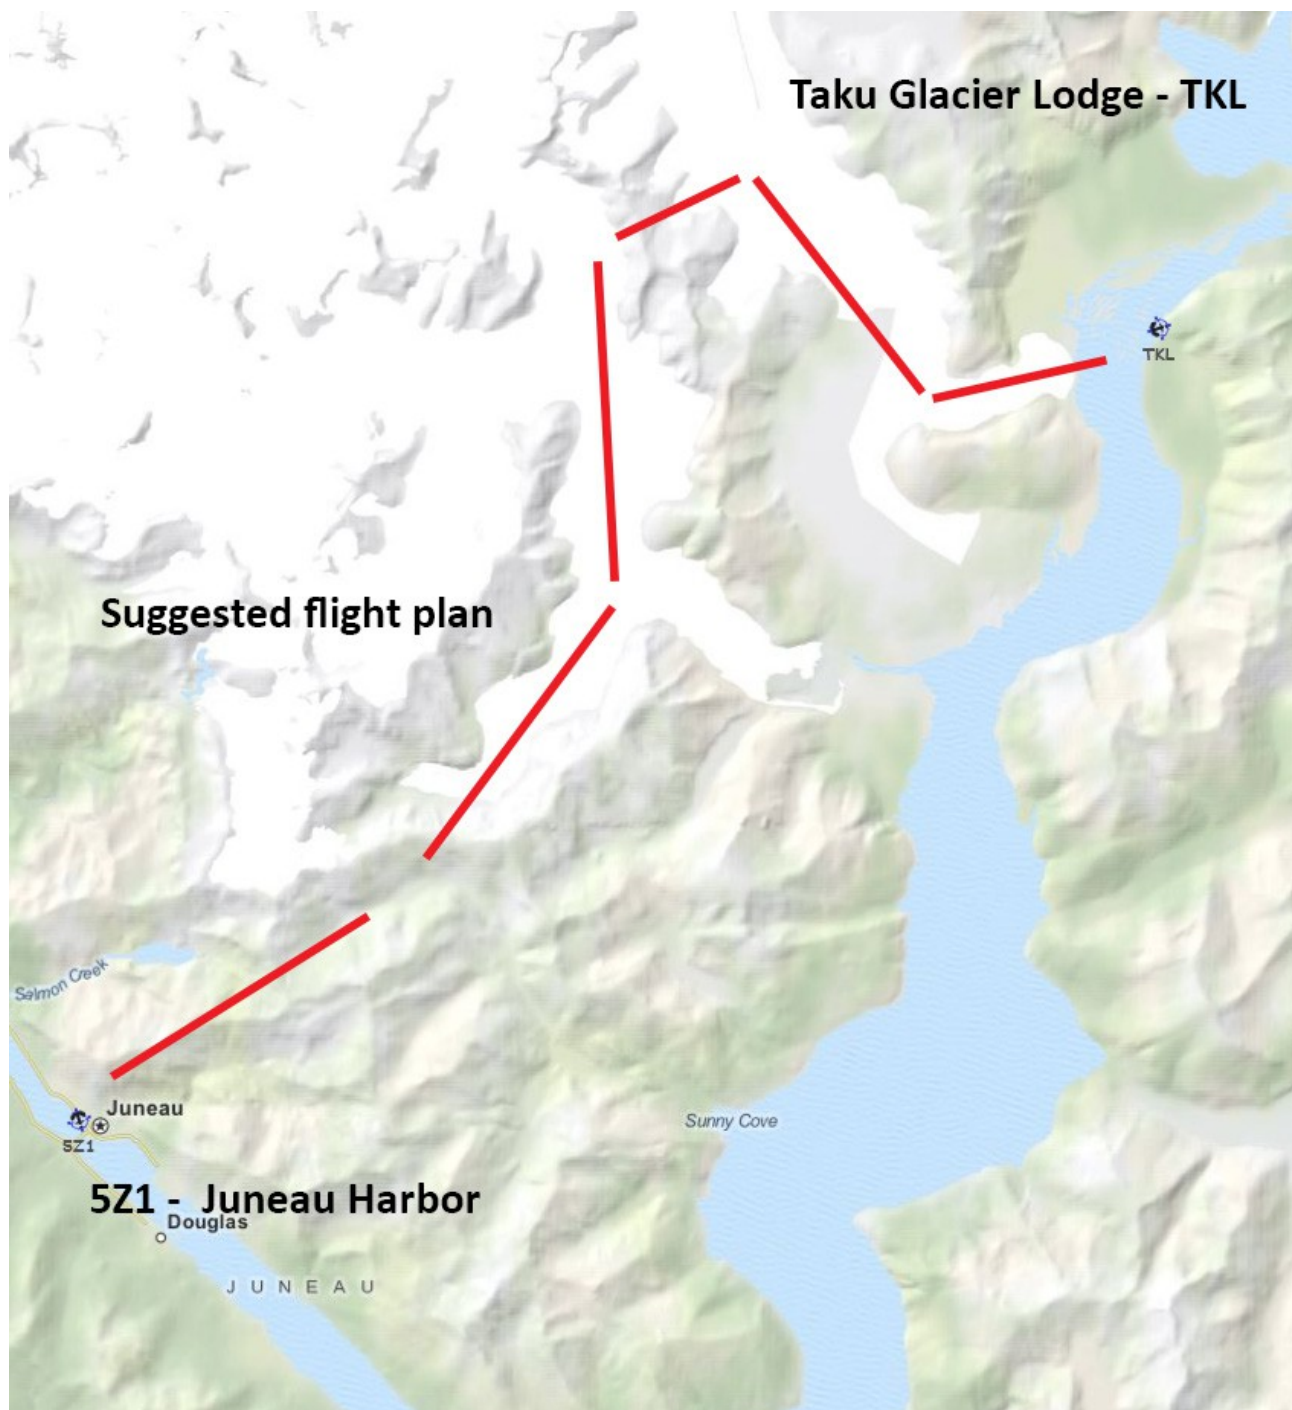 Taku Glacier Lodge - TKL
TKL
Suggested flight plan
Salmon Creek
Juneau
5Z1
Sunny Cove
5Z1 - Juneau Harbor
Douglas
JUNEAU